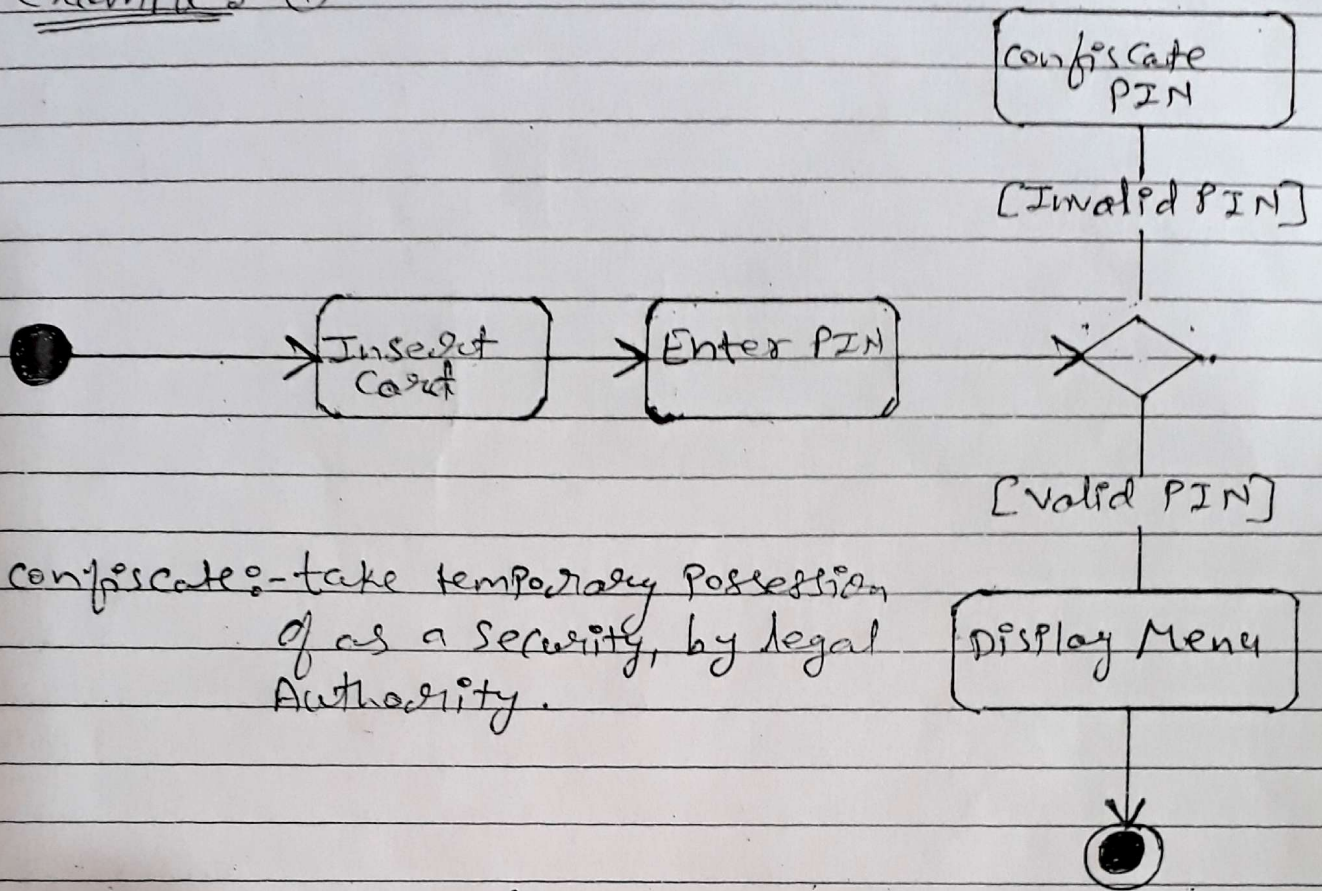 Confiscate
PIN
[Invalid PIN]
Insert
Card
Enter PIN
[Valid PIN]
Confiscate:- take temporary Possession
of as a security, by legal
Authority.
Display Menu